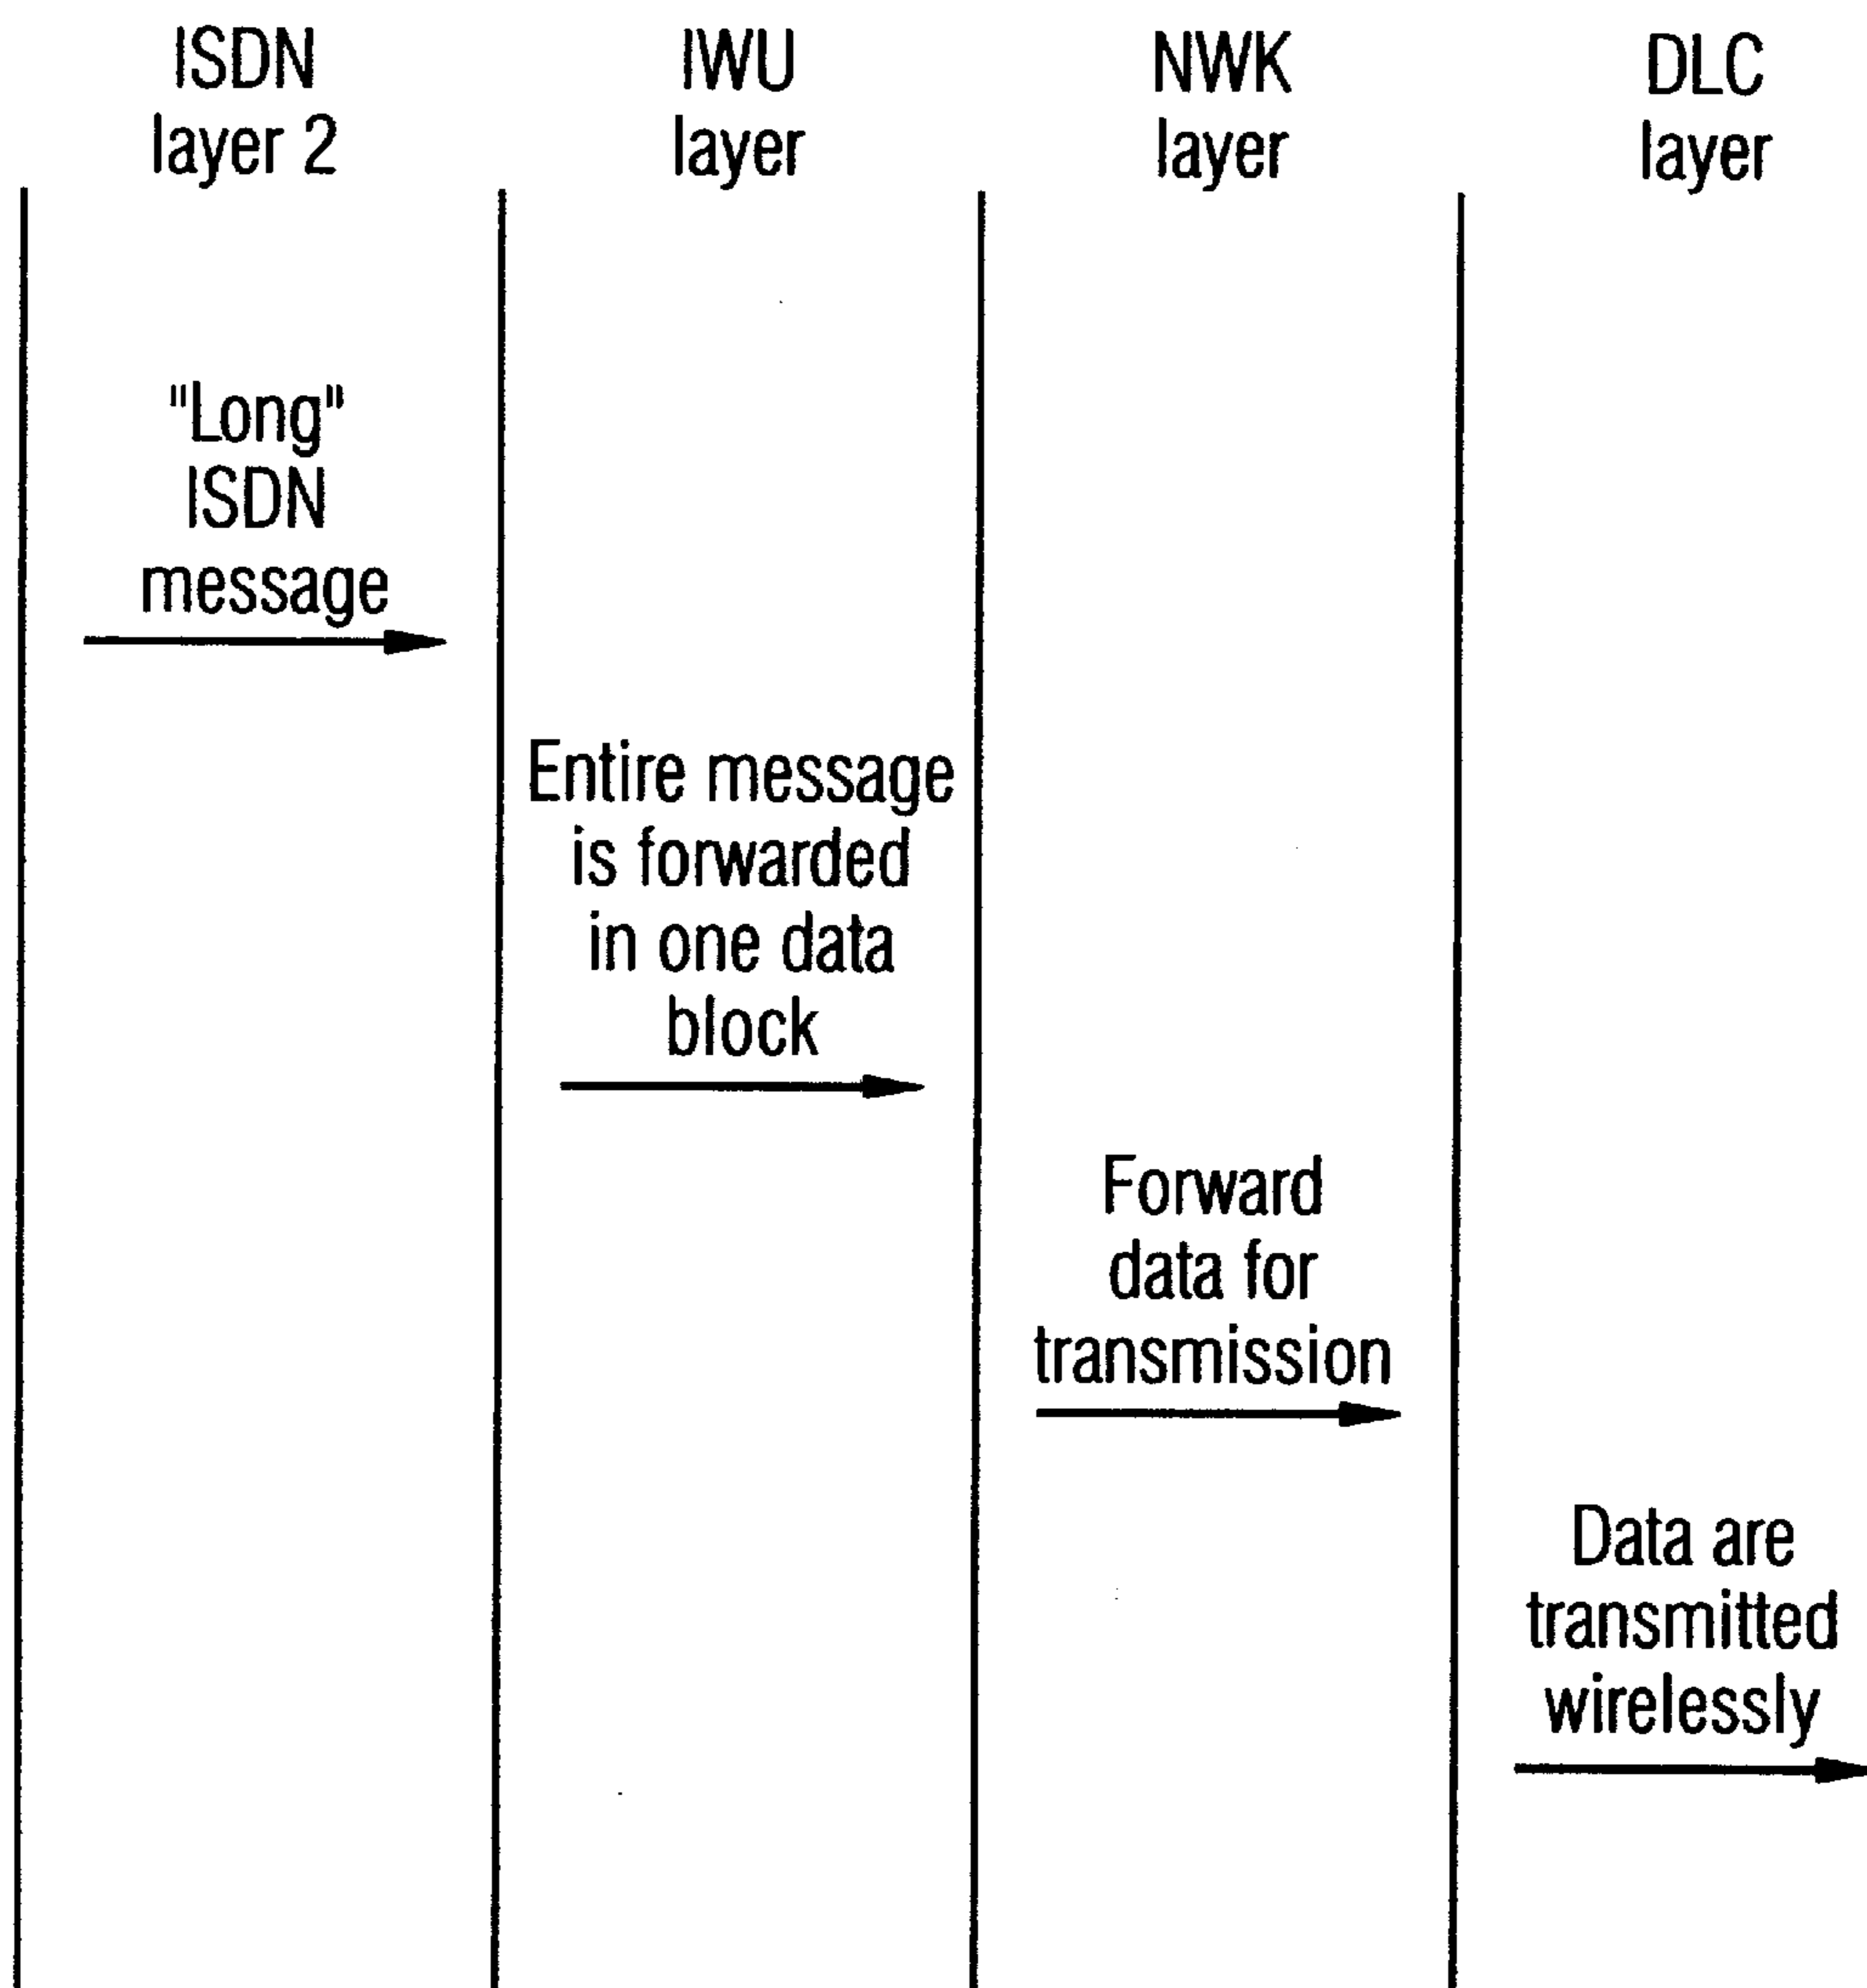 ISDN
layer 2
IWU
layer
NWK
layer
DLC
layer
"Long"
ISDN
message
Entire message
is forwarded
in one data
block
Forward
data for
transmission
Data are
transmitted
wirelessly